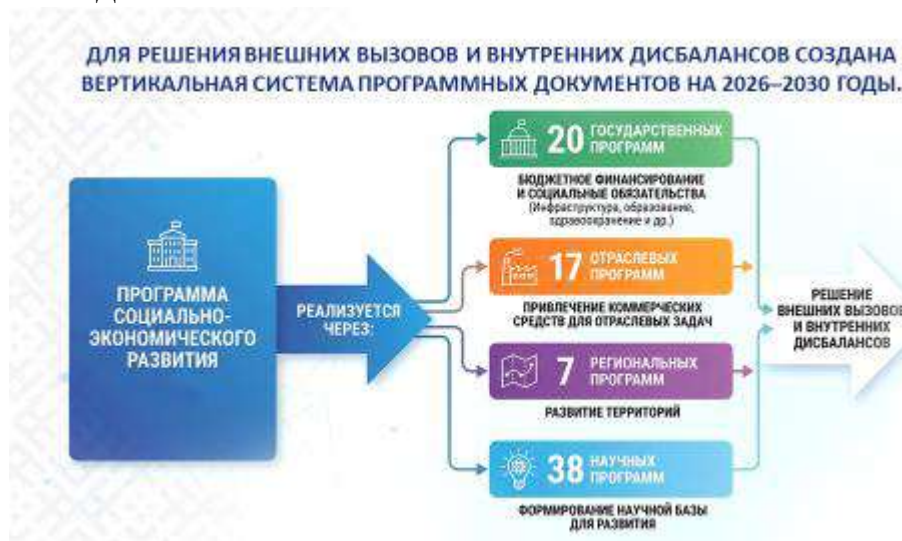 ДЛЯ РЕШЕНИЯ ВНЕШНИХ ВЫЗОВОВ И ВНУТРЕННИХ ДИСБАЛАНСОВ СОЗДАНА
ВЕРТИКАЛЬНАЯ СИСТЕМА ПРОГРАММНЫХ ДОКУМЕНТОВ НА 2026–2030 ГОДЫ.
ПРОГРАММА
СОЦИАЛЬНО-
ЭКОНОМИЧЕСКОГО
РАЗВИТИЯ
РЕАЛИЗУЕТСЯ
ЧЕРЕЗ:
20 ГОСУДАРСТВЕННЫХ
ПРОГРАММ
БЮДЖЕТНОЕ ФИНАНСИРОВАНИЕ
И СОЦИАЛЬНЫЕ ОБЯЗАТЕЛЬСТВА
(Инфраструктура, образование,
здравоохранение и др.)
17 ОТРАСЛЕВЫХ
ПРОГРАММ
ПРИВЛЕЧЕНИЕ КОММЕРЧЕСКИХ
СРЕДСТВ ДЛЯ ОТРАСЛЕВЫХ ЗАДАЧ
7 РЕГИОНАЛЬНЫХ
ПРОГРАММ
РАЗВИТИЕ ТЕРРИТОРИЙ
38 НАУЧНЫХ
ПРОГРАММ
ФОРМИРОВАНИЕ НАУЧНОЙ БАЗЫ
ДЛЯ РАЗВИТИЯ
РЕШЕНИЕ
ВНЕШНИХ ВЫЗОВОВ
И ВНУТРЕННИХ
ДИСБАЛАНСОВ